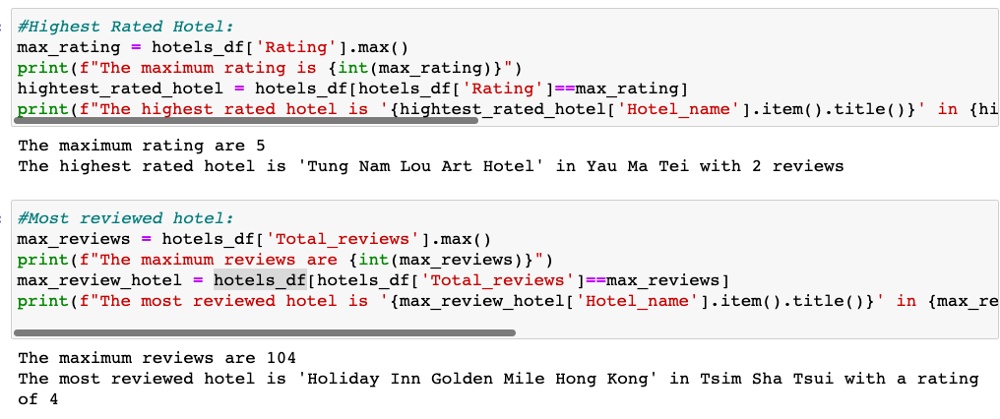 #Highest Rated Hotel:
max_rating = hotels_df['Rating'].max()
print(f"The maximum rating is {int(max_rating)}")
hightest_rated_hotel = hotels_df[hotels_df['Rating']==max_rating]
print(f"The highest rated hotel is '{hightest_rated_hotel['Hotel_name'].item().title()}' in {hi
The maximum rating are 5
The highest rated hotel is 'Tung Nam Lou Art Hotel' in Yau Ma Tei with 2 reviews
#Most reviewed hotel:
max_reviews = hotels_df['Total_reviews'].max()
print(f"The maximum reviews are {int(max_reviews)}")
max_review_hotel = hotels_df[hotels_df['Total_reviews']==max_reviews]
print(f"The most reviewed hotel is '{max_review_hotel['Hotel_name'].item().title()}' in {max_re
The maximum reviews are 104
The most reviewed hotel is 'Holiday Inn Golden Mile Hong Kong' in Tsim Sha Tsui with a rating
of 4